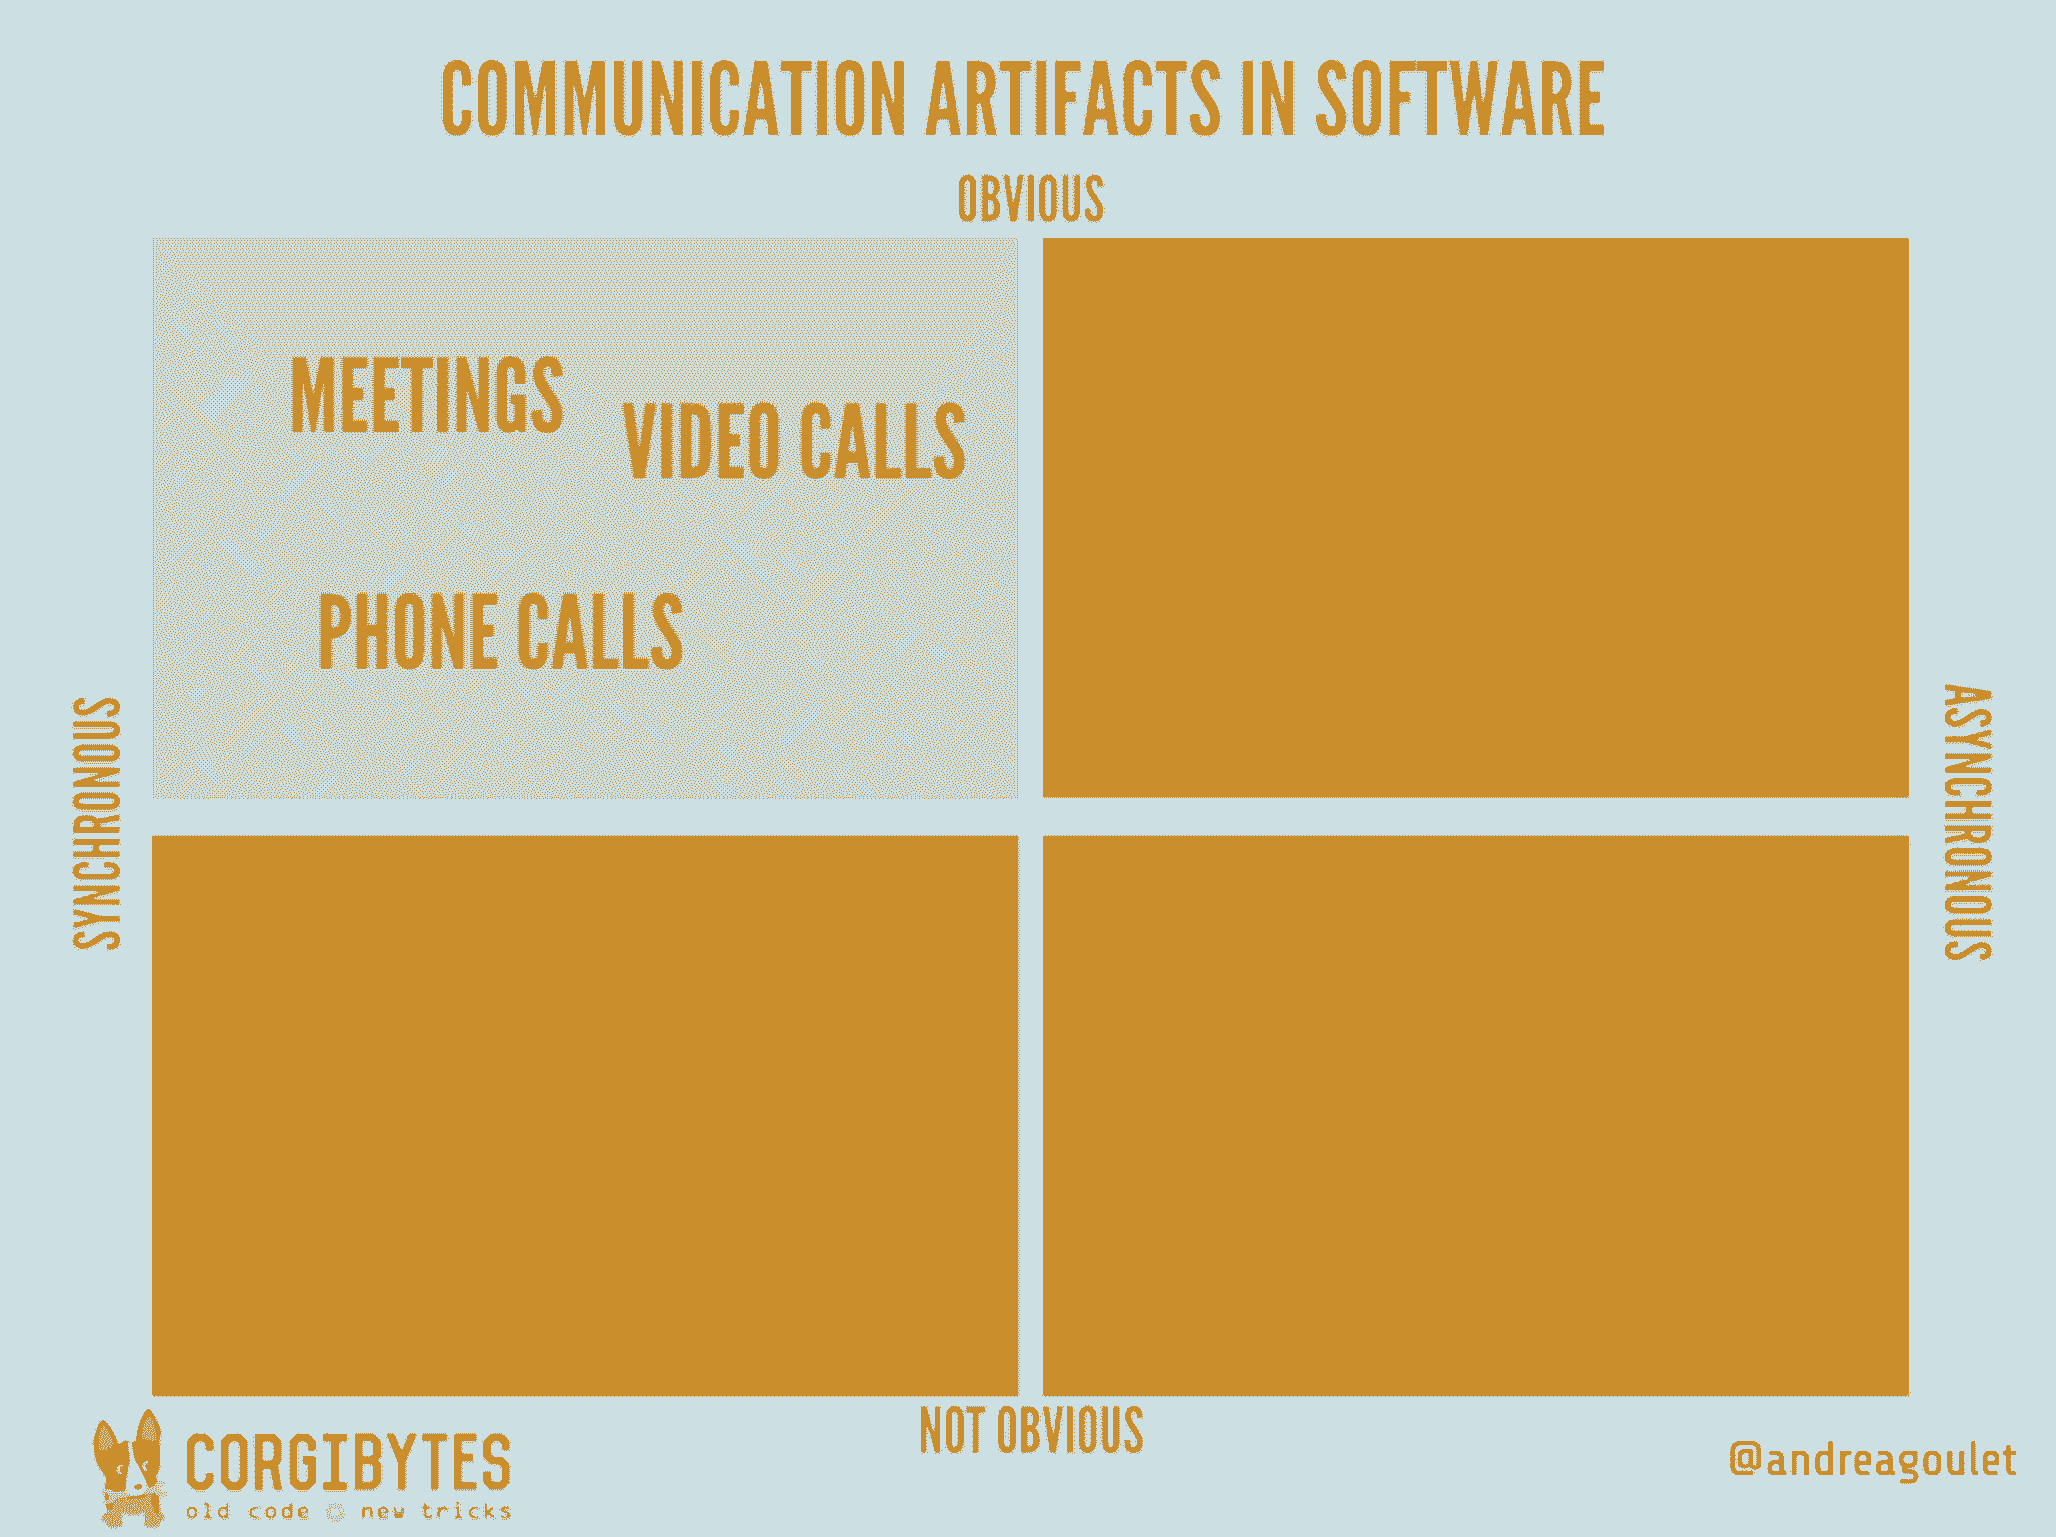 COMMUNICATION ARTIFACTS IN SOFTWARE
OBVIOUS
MEETINGS
VIDEO CALLS
PHONE CALLS
SYNCHRONOUS
ASYNCHRONOUS
NOT OBVIOUS
CORGIBYTES
old code new tricks
@andreagoulet